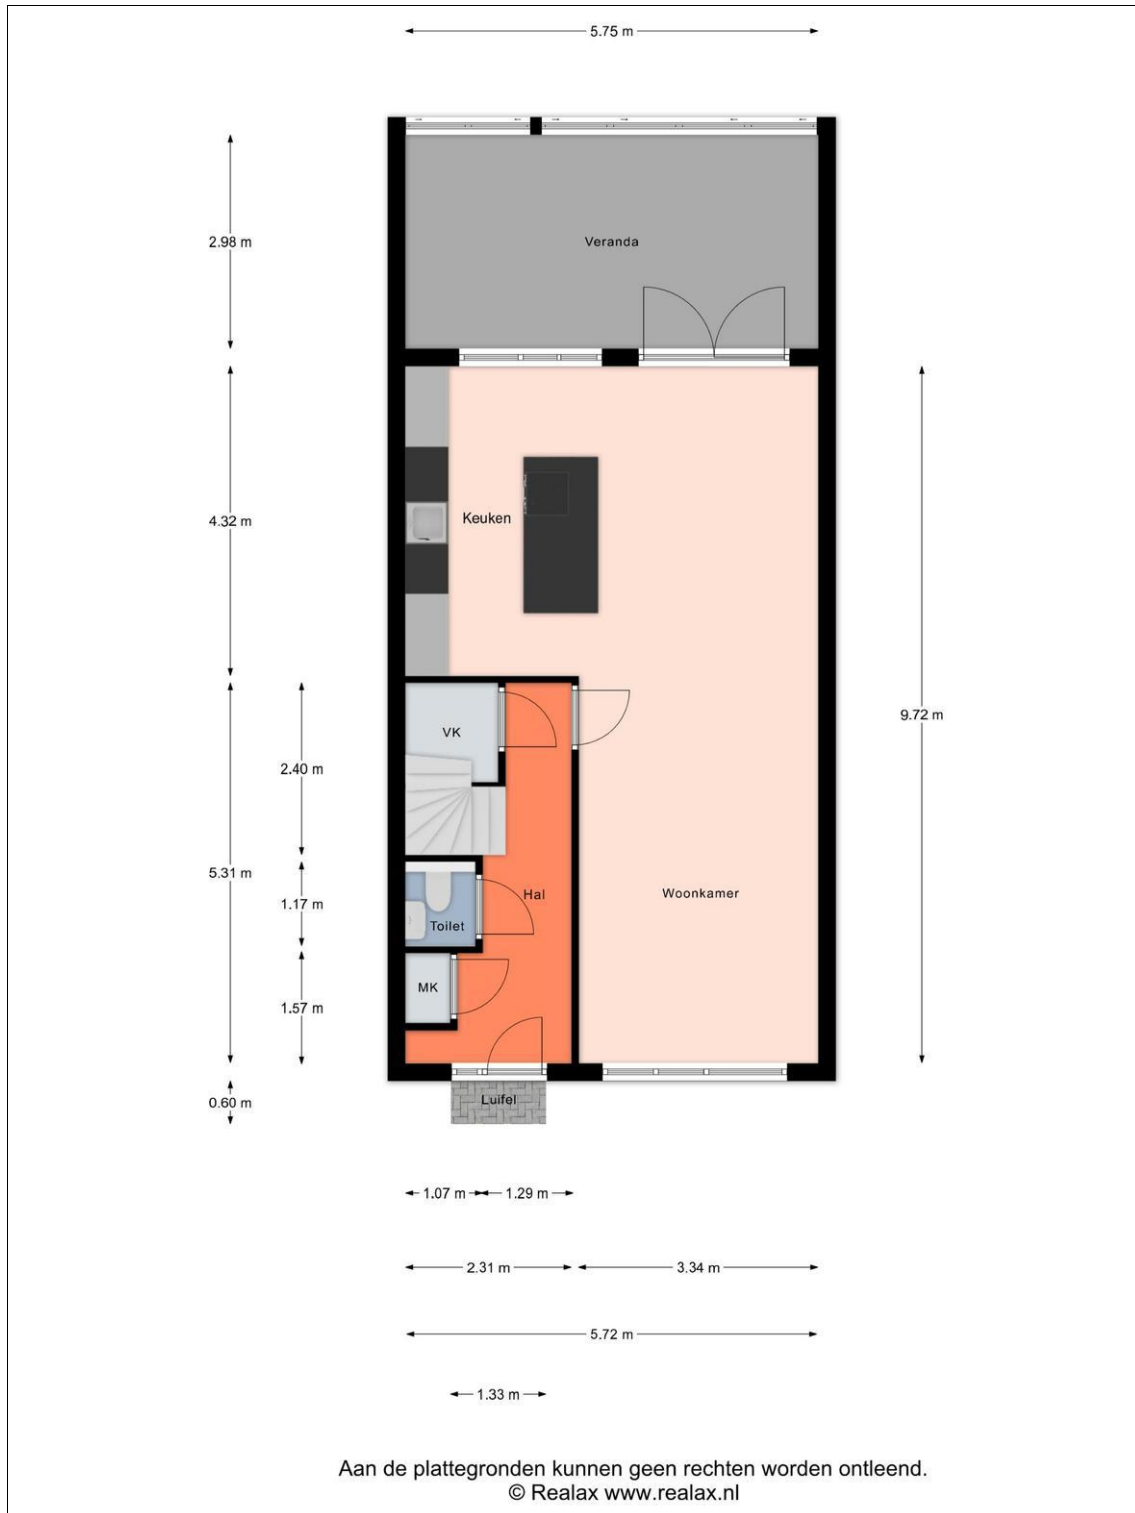 5.75 m
2.98 m
Veranda
4.32 m
Keuken
9.72 m
VK
2.40 m
5.31 m
1.17 m
Hal
Woonkamer
Toilet
MK
1.57 m
0.60 m
Luifel
1.07 m
1.29 m
2.31 m
3.34 m
5.72 m
1.33 m
Aan de plattegronden kunnen geen rechten worden ontleend.
© Realax www.realax.nl